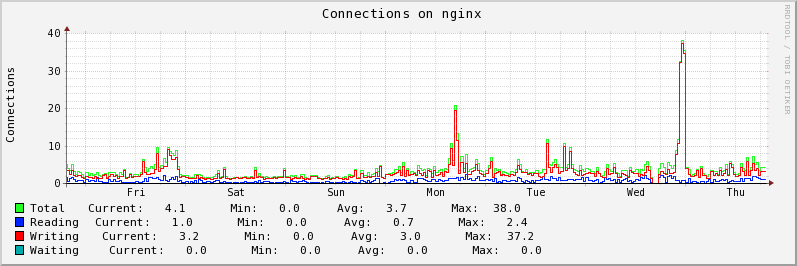 Connections on nginx
RRDTOOL / TOBI OETIKER
Connections
40
30
20
10
0
Fri Sat Sun Mon Tue Wed Thu
Total Current: 4.1 Min: 0.0 Avg: 3.7 Max: 38.0
Reading Current: 1.0 Min: 0.0 Avg: 0.7 Max: 2.4
Writing Current: 3.2 Min: 0.0 Avg: 3.0 Max: 37.2
Waiting Current: 0.0 Min: 0.0 Avg: 0.0 Max: 0.0